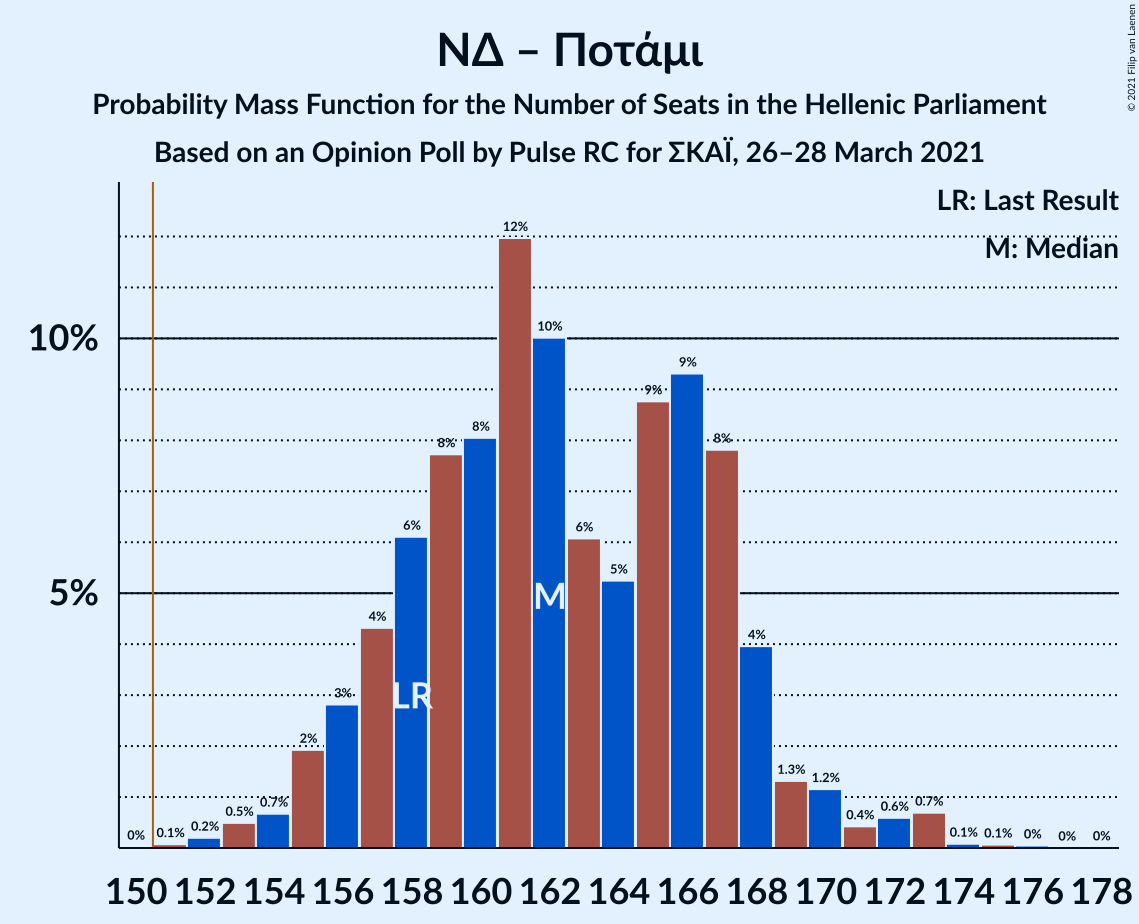 © 2021 Filip van Laenen
ΝΔ – Ποτάμι
Probability Mass Function for the Number of Seats in the Hellenic Parliament
Based on an Opinion Poll by Pulse RC for ΣΚΑΪ, 26–28 March 2021
LR: Last Result
M: Median
10%
5%
0% 0.1% 0.2% 0.5% 0.7% 2% 3% 4% 6% 8% 8% 12% 10% 6% 5% 9% 9% 8% 4% 1.3% 1.2% 0.4% 0.6% 0.7% 0.1% 0.1% 0% 0% 0%
M
LR
150 152 154 156 158 160 162 164 166 168 170 172 174 176 178